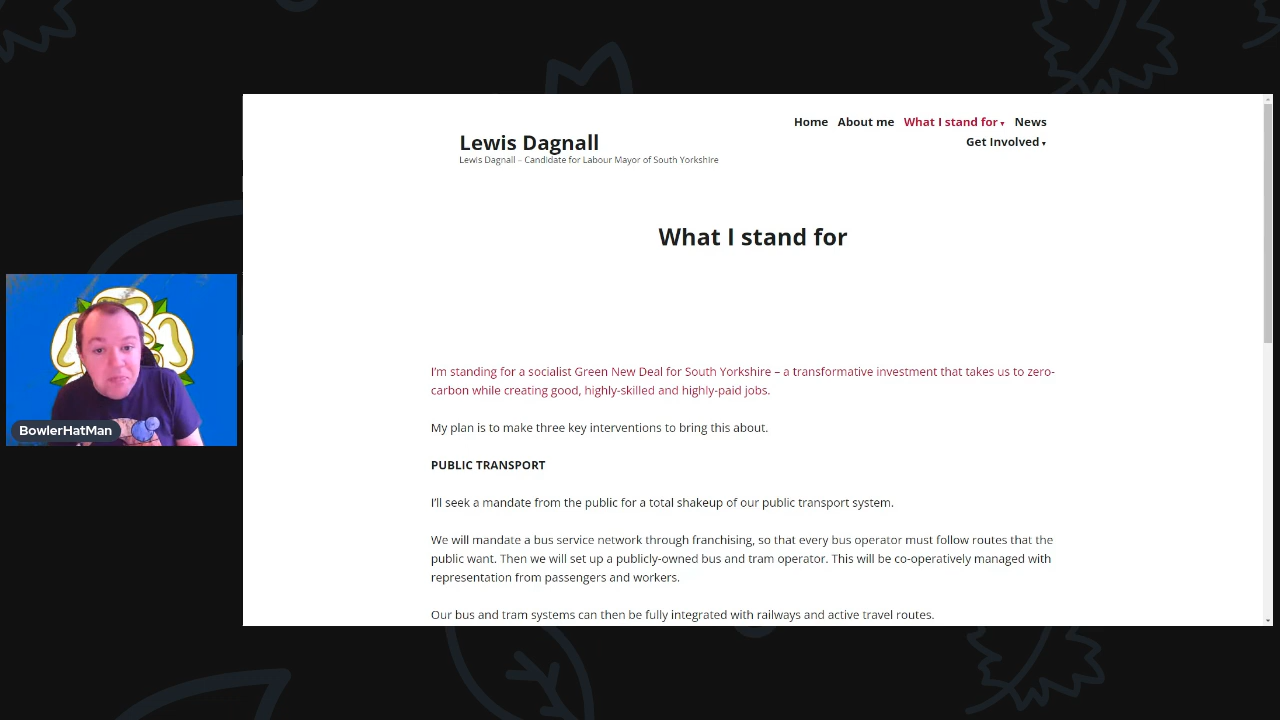 Home About me What I stand for ▾ News
Get Involved ▾
Lewis Dagnall
Lewis Dagnall – Candidate for Labour Mayor of South Yorkshire
What I stand for
I’m standing for a socialist Green New Deal for South Yorkshire – a transformative investment that takes us to zero-
carbon while creating good, highly-skilled and highly-paid jobs.
My plan is to make three key interventions to bring this about.
PUBLIC TRANSPORT
I’ll seek a mandate from the public for a total shakeup of our public transport system.
We will mandate a bus service network through franchising, so that every bus operator must follow routes that the
public want. Then we will set up a publicly-owned bus and tram operator. This will be co-operatively managed with
representation from passengers and workers.
Our bus and tram systems can then be fully integrated with railways and active travel routes.
BowlerHatMan